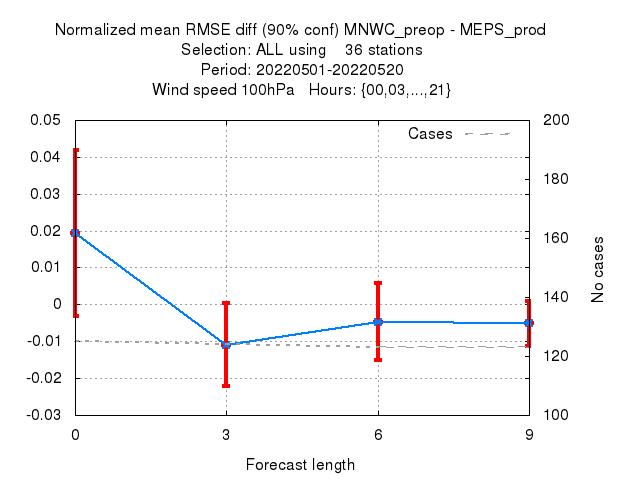 Normalized mean RMSE diff (90% conf) MNWC_preop - MEPS_prod
Selection: ALL using    36 stations
Period: 20220501-20220520
Wind speed 100hPa   Hours: {00,03,...,21}
0.05
0.04
0.03
0.02
0.01
0
-0.01
-0.02
-0.03
Cases
200
180
160
140
120
100
No cases
0 3 6 9
Forecast length